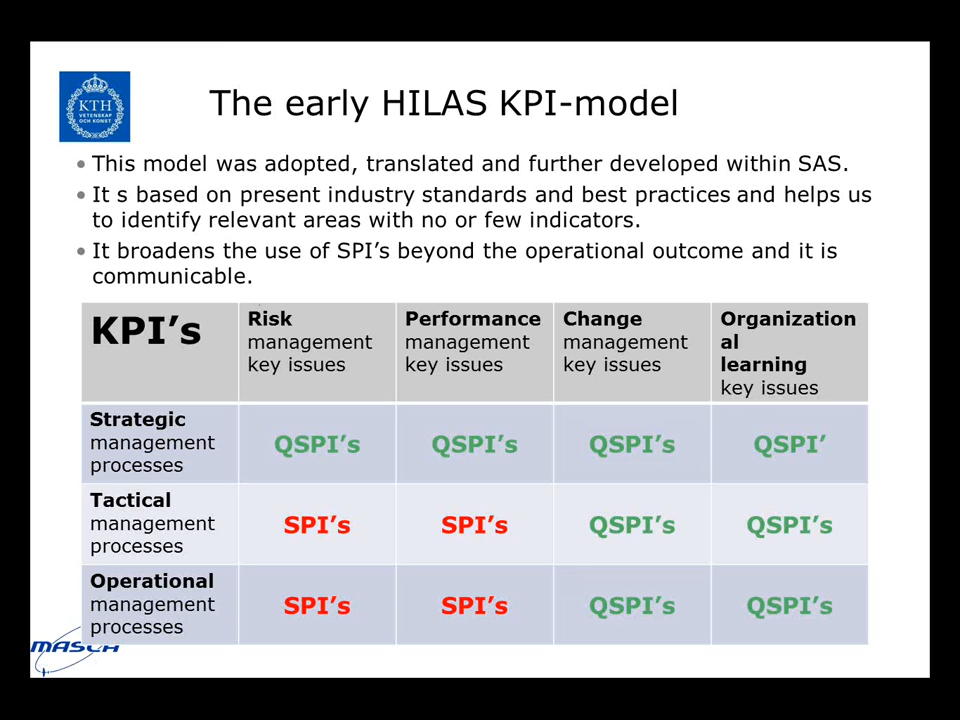 KTH
VETENSKAP
OCH KONST
The early HILAS KPI-model
• This model was adopted, translated and further developed within SAS.
• It s based on present industry standards and best practices and helps us
to identify relevant areas with no or few indicators.
• It broadens the use of SPI’s beyond the operational outcome and it is
communicable.
KPI’s
Risk
management
key issues
Performance
management
key issues
Change
management
key issues
Organization
al
learning
key issues
Strategic
management
processes
QSPI’s
QSPI’s
QSPI’s
QSPI’
Tactical
management
processes
SPI’s
SPI’s
QSPI’s
QSPI’s
Operational
management
processes
SPI’s
SPI’s
QSPI’s
QSPI’s
MASCA